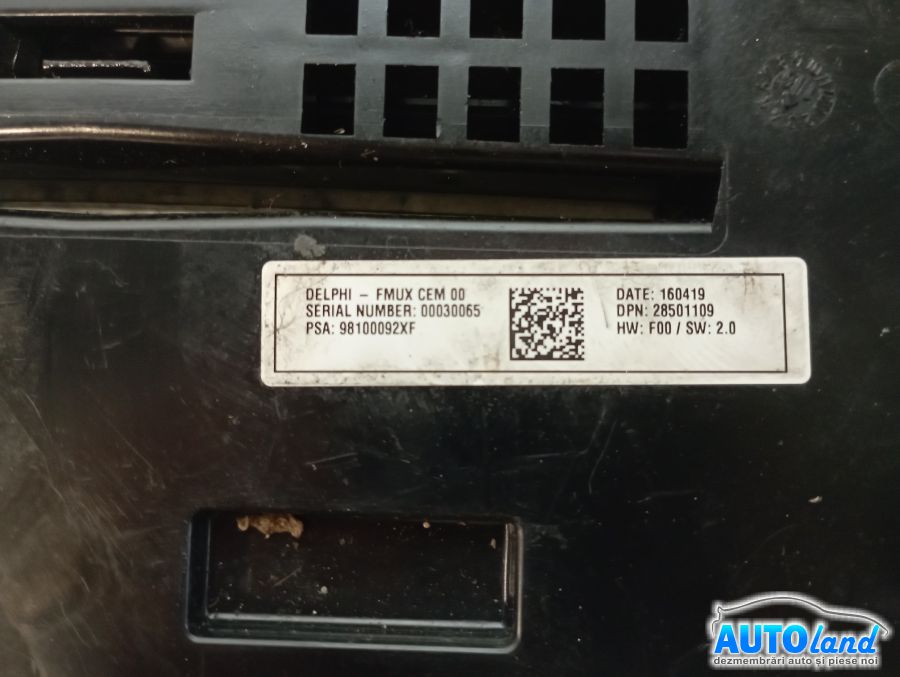 DELPHI - FMUX CEM 00
SERIAL NUMBER: 00030065
PSA: 98100092XF
DATE: 160419
DPN: 28501109
HW: F00 / SW: 2.0
AUTOland
dezmembrări auto și piese noi